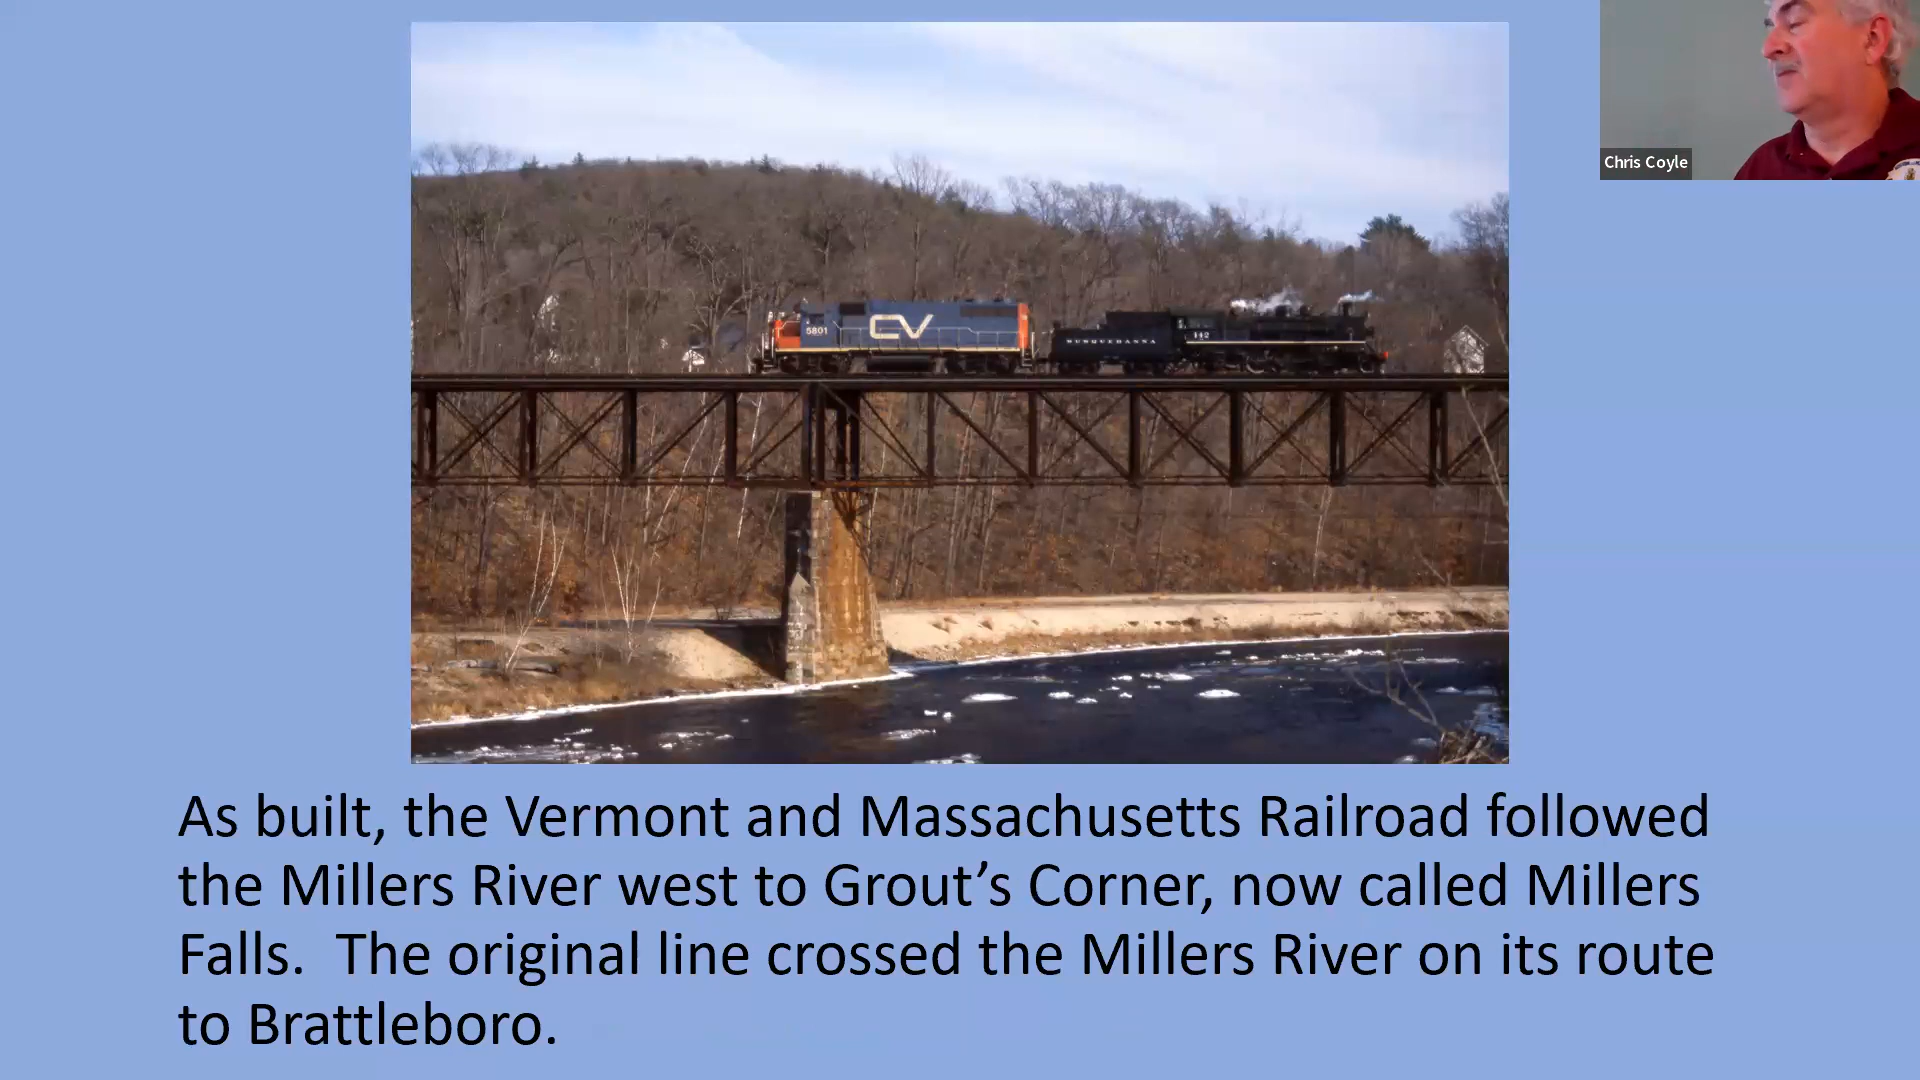 Chris Coyle
5801
CV
SUSQUEHANNA
142
As built, the Vermont and Massachusetts Railroad followed
the Millers River west to Grout’s Corner, now called Millers
Falls.  The original line crossed the Millers River on its route
to Brattleboro.